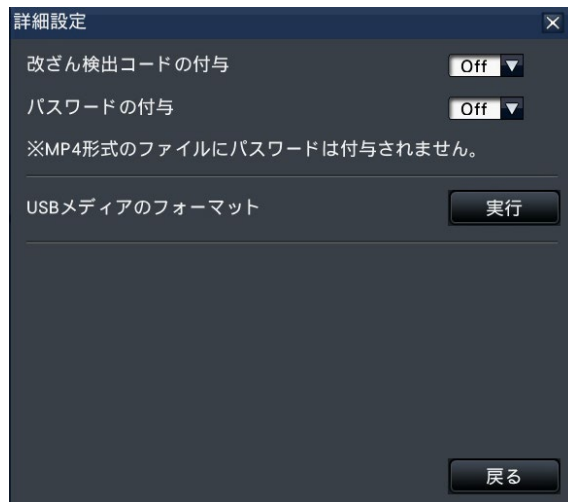 詳細設定
改ざん検出コードの付与 Off
パスワードの付与 Off
※MP4形式のファイルにパスワードは付与されません。
USBメディアのフォーマット 実行
戻る